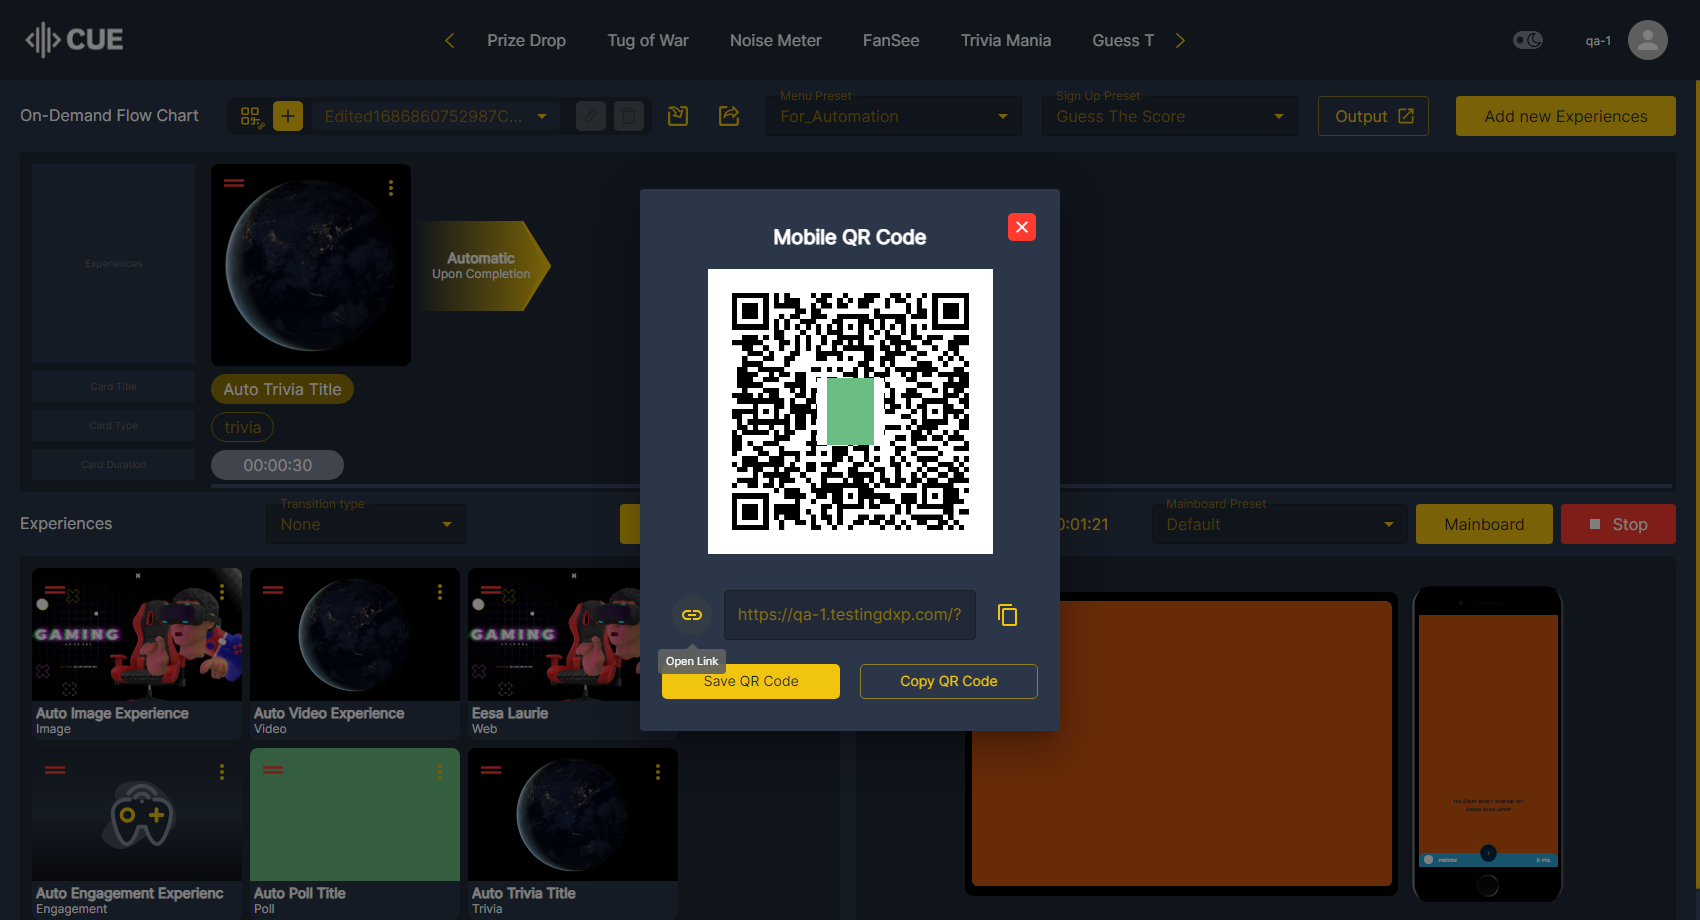 CUE
Prize Drop
Tug of War
Noise Meter
FanSee
Trivia Mania
Guess T
qa-1
On-Demand Flow Chart
Edited1686860752987C...
Menu Preset
For_Automation
Sign Up Preset
Guess The Score
Output
Add new Experiences
Experiences
Automatic
Upon Completion
Card Title
Auto Trivia Title
Card Type
trivia
Card Duration
00:00:30
Mobile QR Code
https://qa-1.testingdxp.com/?
Open Link
Save QR Code
Copy QR Code
Experiences
Transition type
None
0:01:21
Mainboard Preset
Default
Mainboard
Stop
GAMING
GAMING
Auto Image Experience
Image
Auto Video Experience
Video
Eesa Laurie
Web
Auto Engagement Experienc
Engagement
Auto Poll Title
Poll
Auto Trivia Title
Trivia
PREVIEW
0 PTS.